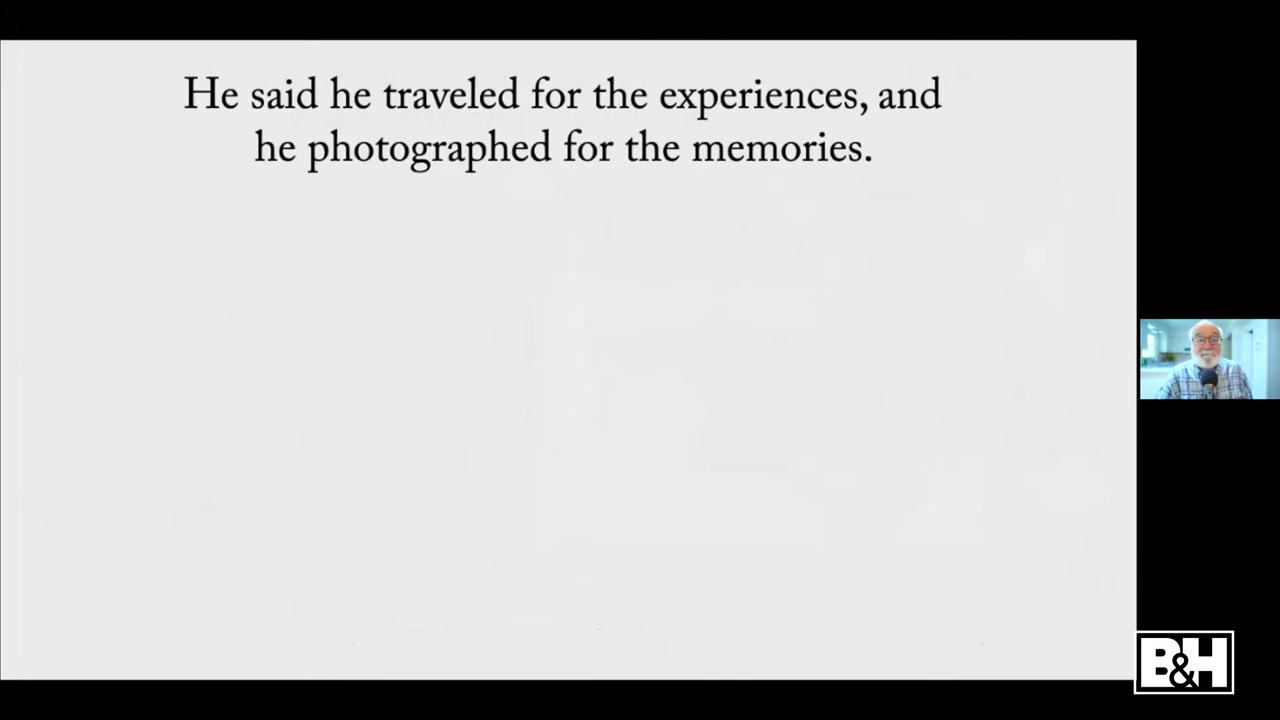 He said he traveled for the experiences, and
he photographed for the memories.
B&H